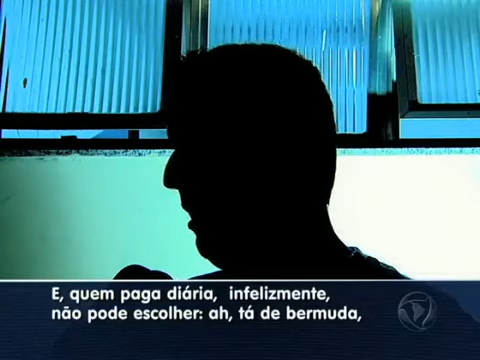 E, quem paga diária, infelizmente,
não pode escolher: ah, tá de bermuda,